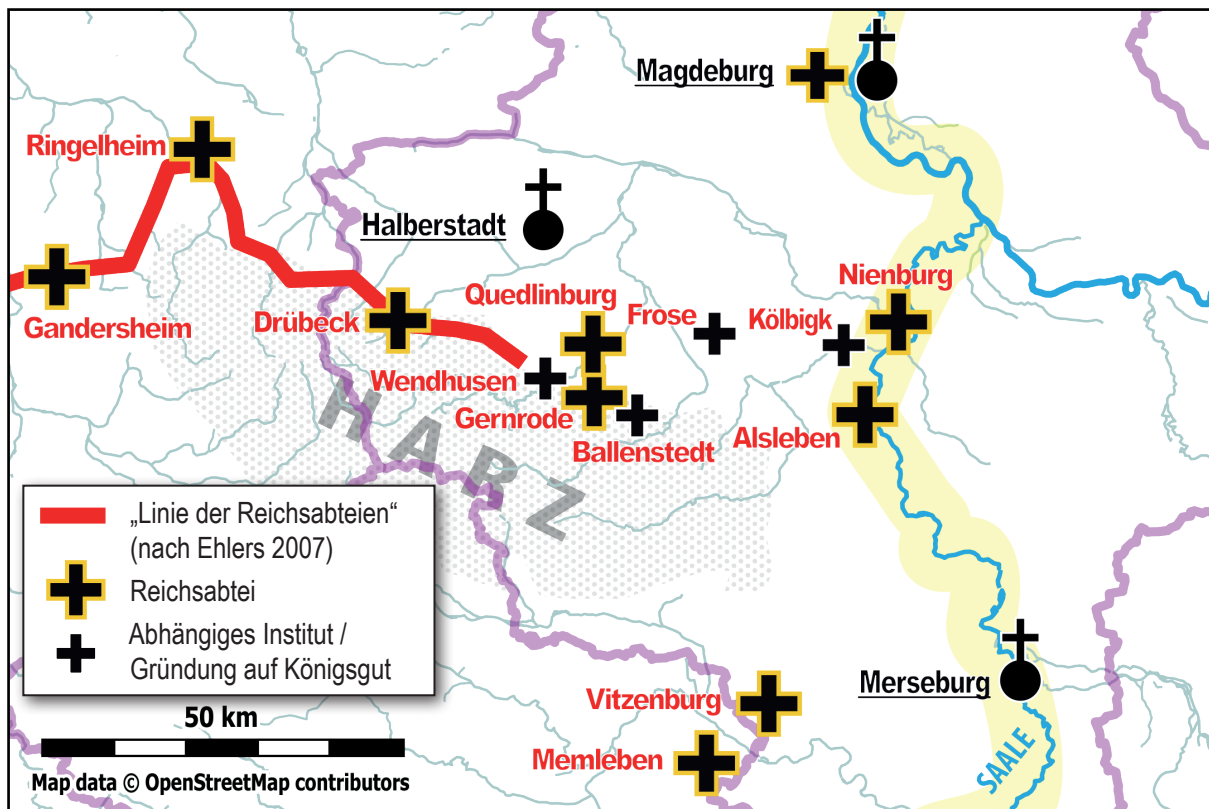 Magdeburg
Ringelheim
Halberstadt
Gandersheim
Drübeck
Quedlinburg
Frose
Kölbigk
Nienburg
Wendhusen
Gernrode
Ballenstedt
Alsleben
HARZ
„Linie der Reichsabteien“
(nach Ehlers 2007)
Reichsabtei
Abhängiges Institut /
Gründung auf Königsgut
50 km
Map data © OpenStreetMap contributors
Vitzenburg
Memleben
Merseburg
SAALE